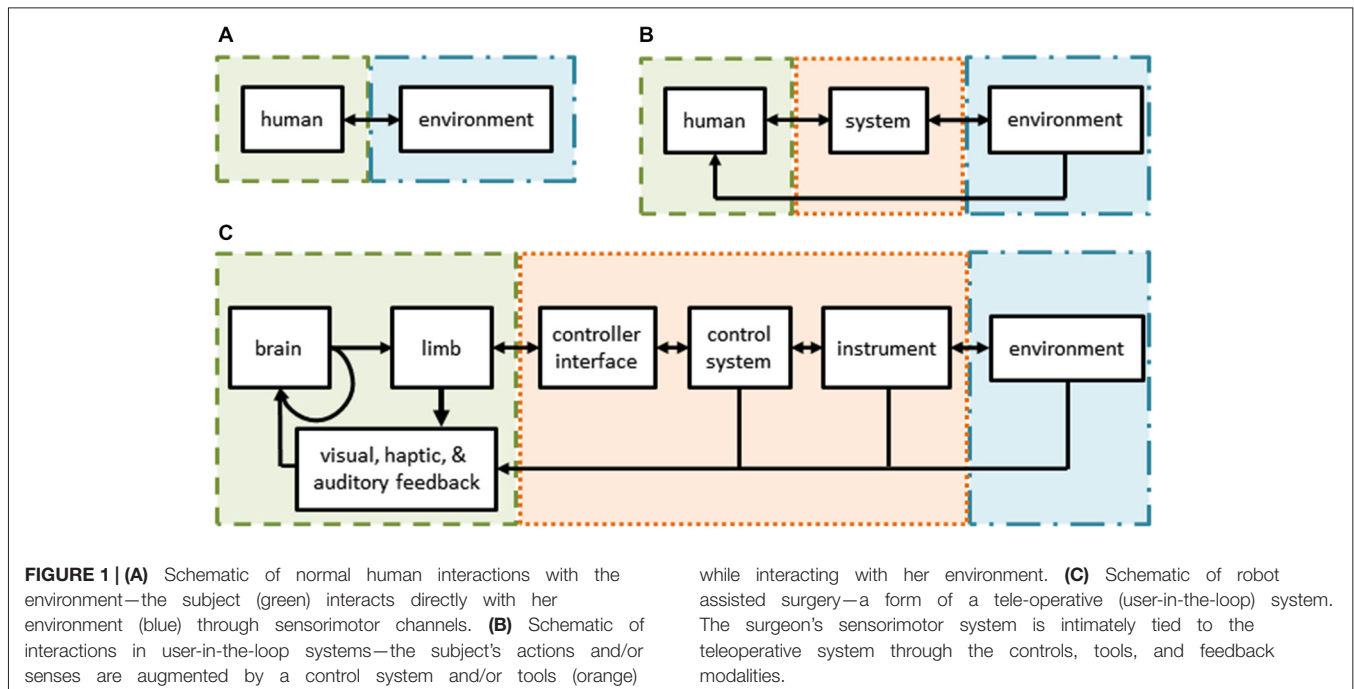 A
human
environment
B
human
system
environment
C
brain
limb
controller
interface
control
system
instrument
environment
visual, haptic, &
auditory feedback
FIGURE 1 | (A) Schematic of normal human interactions with the
environment—the subject (green) interacts directly with her
environment (blue) through sensorimotor channels. (B) Schematic of
interactions in user-in-the-loop systems—the subject's actions and/or
senses are augmented by a control system and/or tools (orange)
while interacting with her environment. (C) Schematic of robot
assisted surgery—a form of a tele-operative (user-in-the-loop) system.
The surgeon's sensorimotor system is intimately tied to the
teleoperative system through the controls, tools, and feedback
modalities.